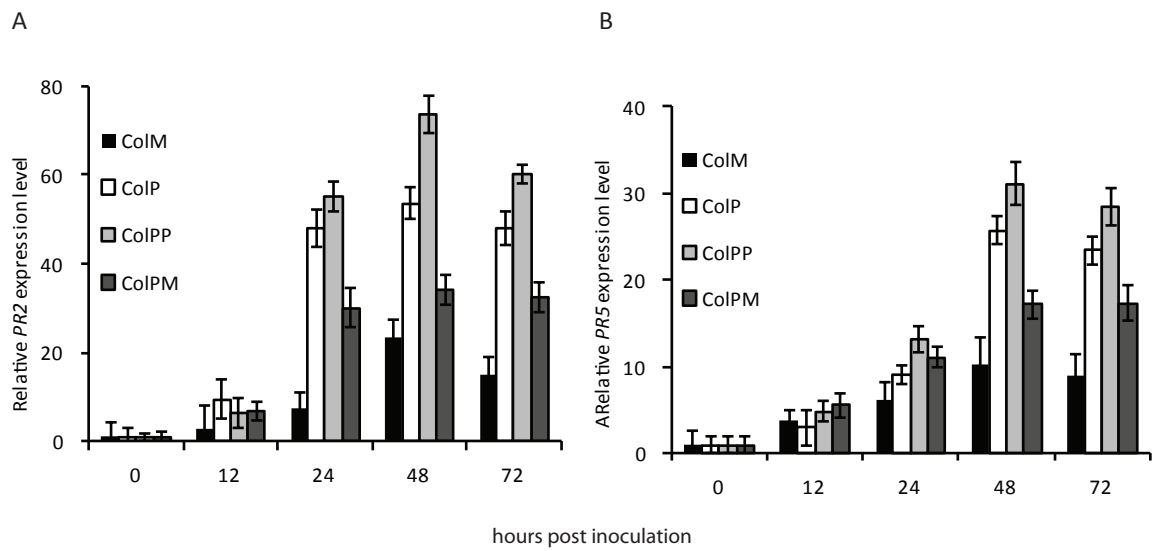 A
Relative PR2 expression level
80
60
40
20
0
ColM
ColP
ColPP
ColPM
0 12 24 48 72
B
ARelative PR5 expression level
40
30
20
10
0
ColM
ColP
ColPP
ColPM
0 12 24 48 72
hours post inoculation